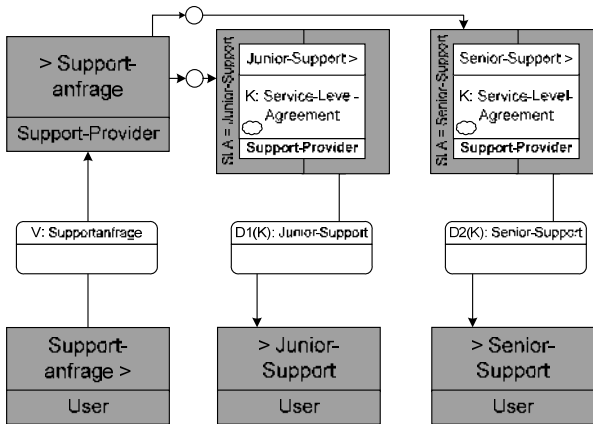 > Support-
anfrage
Support-Provider
SLA = Junior-Support
Junior-Support >
K: Service-Level-
Agreement
Support-Provider
SLA = Senior-Support
Senior-Support >
K: Service-Level-
Agreement
Support-Provider
V: Supportanfrage
D1(K): Junior-Support
D2(K): Senior-Support
Support-
anfrage >
User
> Junior-
Support
User
> Senior-
Support
User